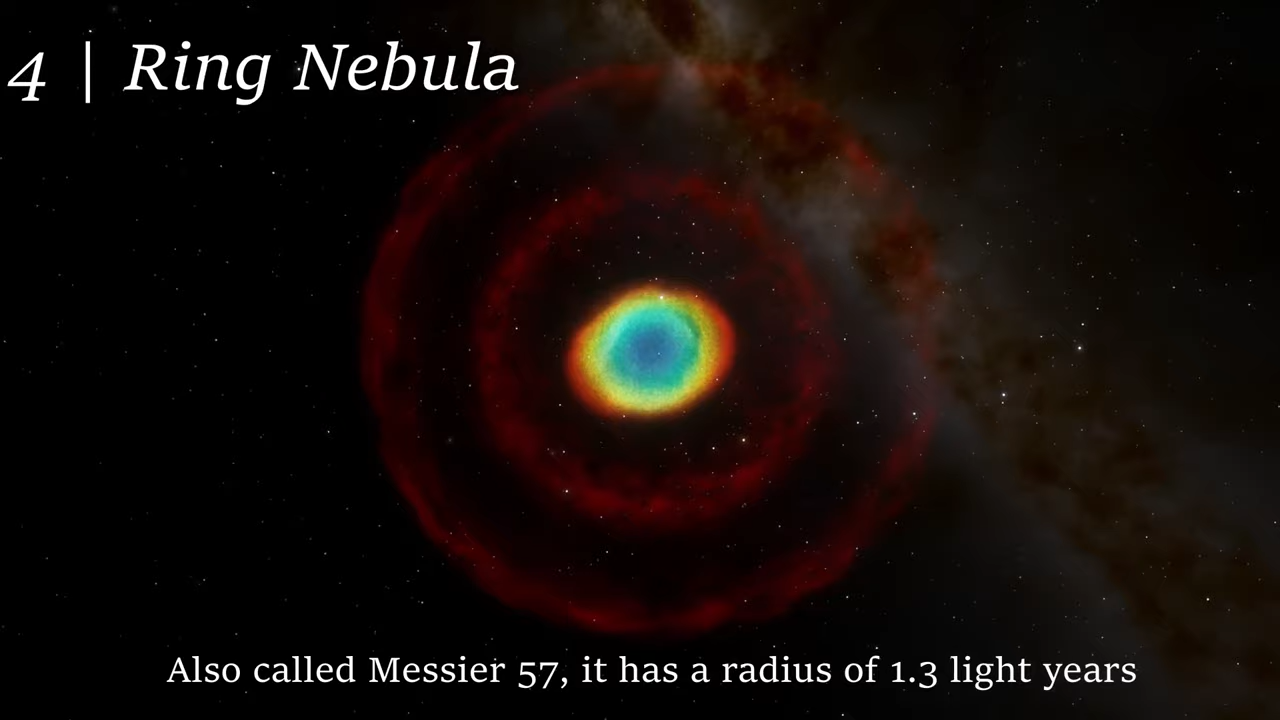 4 | Ring Nebula
Also called Messier 57, it has a radius of 1.3 light years